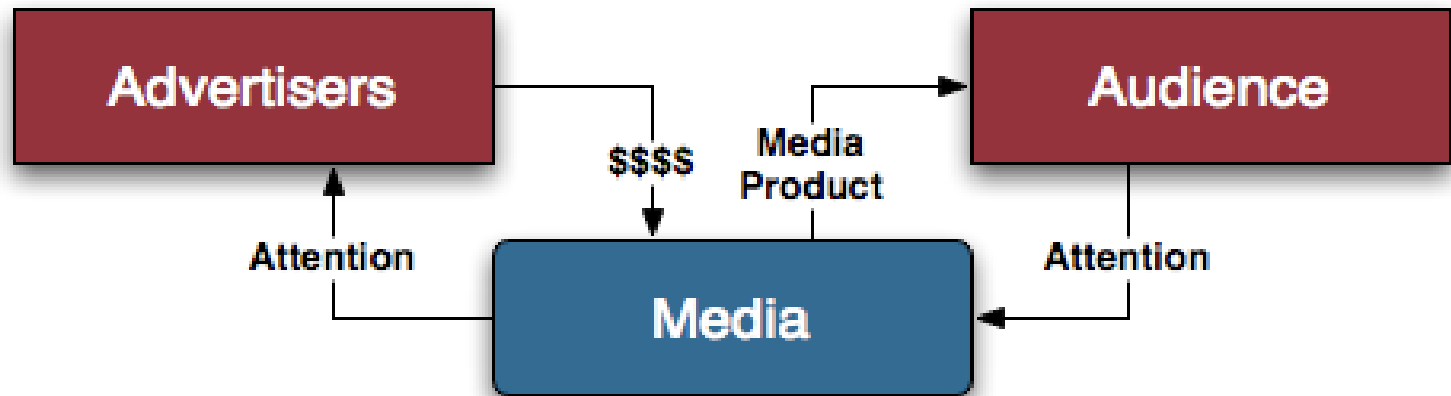 Advertisers
Audience
$$$$
Media
Product
Attention
Attention
Media